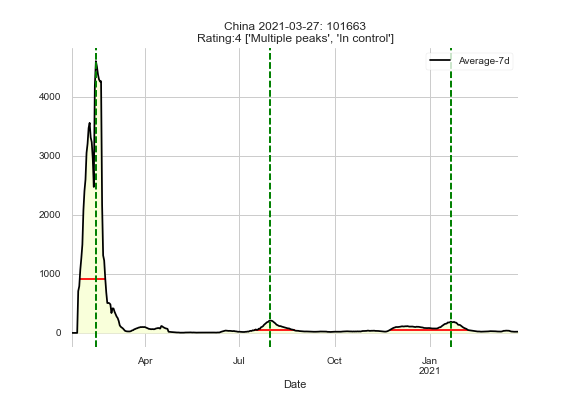 China 2021-03-27: 101663
Rating:4 ['Multiple peaks', 'In control']
Average-7d
4000
3000
2000
1000
0
Apr
Jul
Oct
Jan
2021
Date